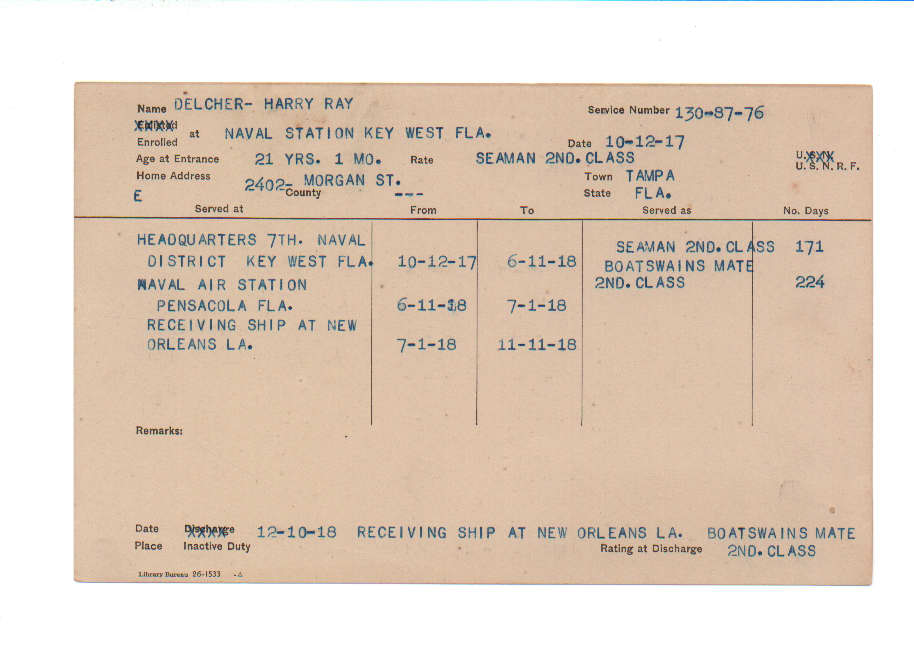 Name DELCHER- HARRY RAY Service Number 130-87-76
Enrolled at NAVAL STATION KEY WEST FLA. Date 10-12-17
Age at Entrance 21 YRS. 1 MO. Rate SEAMAN 2ND. CLASS U. S. N. R. F.
Home Address 2402- MORGAN ST. Town TAMPA
E County --- State FLA.
Served at From To Served as No. Days
HEADQUARTERS 7TH. NAVAL SEAMAN 2ND. CLASS 171
DISTRICT KEY WEST FLA. 10-12-17 6-11-18 BOATSWAINS MATE
NAVAL AIR STATION 2ND. CLASS 224
PENSACOLA FLA. 6-11-18 7-1-18
RECEIVING SHIP AT NEW
ORLEANS LA. 7-1-18 11-11-18
Remarks:
Date Discharge 12-10-18 RECEIVING SHIP AT NEW ORLEANS LA. BOATSWAINS MATE
Place Inactive Duty Rating at Discharge 2ND. CLASS
Library Bureau 26-1533